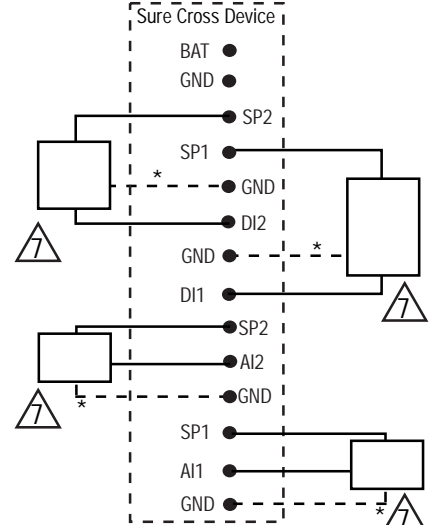 Sure Cross Device
BAT
GND
SP2
SP1
* GND
7
DI2
GND *
DI1
7
SP2
AI2
7
* GND
SP1
AI1
GND * 7